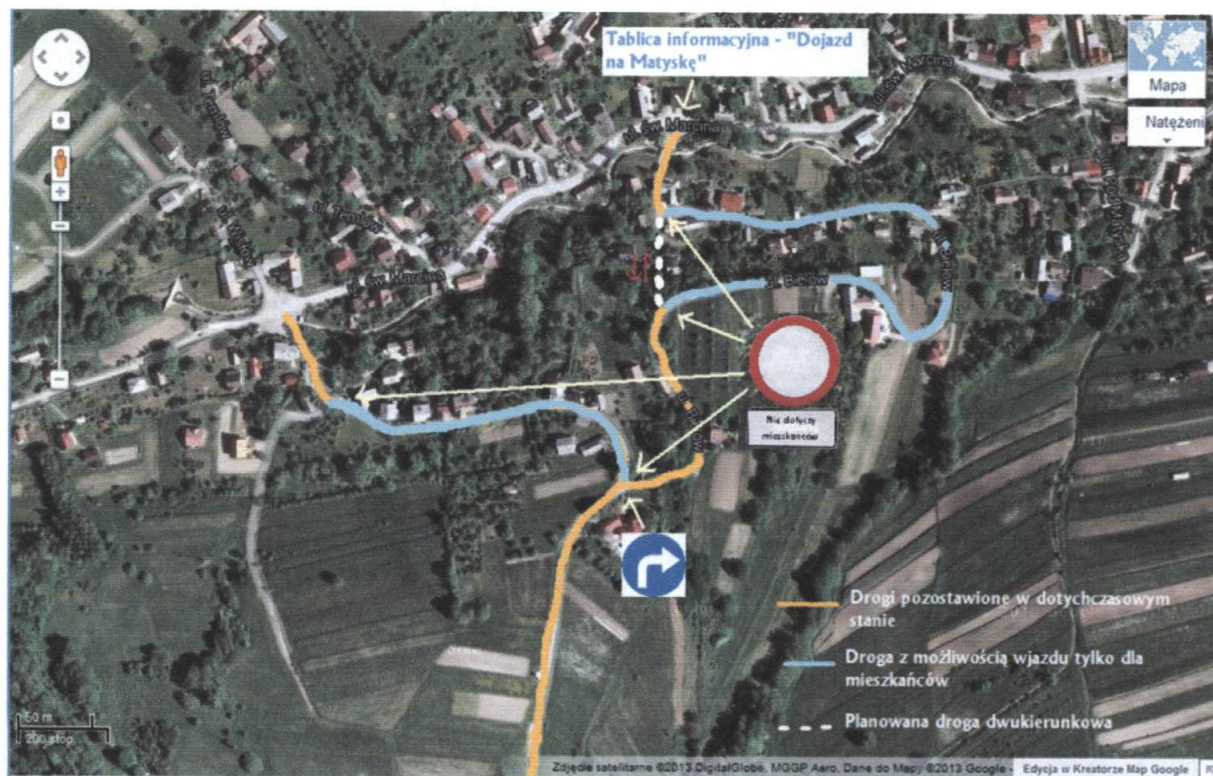 Tablica informacyjna - "Dojazd
na Matyskę"
Mapa
Natężeni
ul. św. Marcina
ul. św. Marcina
Nie dotyczy
mieszkańców
Drogi pozostawione w dotychczasowym
stanie
Droga z możliwością wjazdu tylko dla
mieszkańców
Planowana droga dwukierunkowa
50 m
200 stop.
Zdjęcie satelitarne ©2013 DigitalGlobe, MGGP Aero, Dane do Mapy ©2013 Google -
Edycja w Kreatorze Map Google